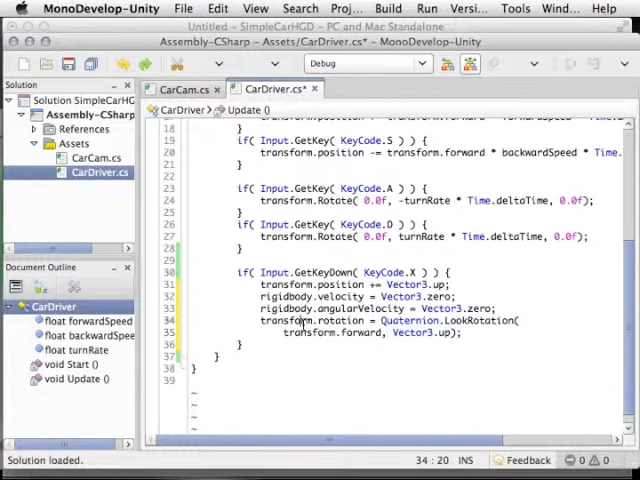 MonoDevelop-Unity File Edit View Search Project Build Run Versi... Tools Wind... Help
Untitled - SimpleCarHGD - PC and Mac Standalone
Assembly-CSharp - Assets/CarDriver.cs* - MonoDevelop-Unity
Debug
Solution
Solution SimpleCarHG
Assembly-CSharp
References
Assets
CarCam.cs
CarDriver.cs
Document Outline
CarDriver
float forwardSpeed
float backwardSpeed
float turnRate
void Start ()
void Update ()
CarCam.cs CarDriver.cs*
CarDriver Update ()
18 }
19 if( Input.GetKey( KeyCode.S ) ) {
20 transform.position -= transform.forward * backwardSpeed * Time.
21 }
22
23 if( Input.GetKey( KeyCode.A ) ) {
24 transform.Rotate( 0.0f, -turnRate * Time.deltaTime, 0.0f);
25 }
26 if( Input.GetKey( KeyCode.D ) ) {
27 transform.Rotate( 0.0f, turnRate * Time.deltaTime, 0.0f);
28 }
29
30 if( Input.GetKeyDown( KeyCode.X ) ) {
31 transform.position += Vector3.up;
32 rigidbody.velocity = Vector3.zero;
33 rigidbody.angularVelocity = Vector3.zero;
34 transform.rotation = Quaternion.LookRotation(
35 transform.forward, Vector3.up);
36 }
37 }
38 }
39
~
~
~
~
Solution loaded. 34 : 20 INS Feedback 0 0